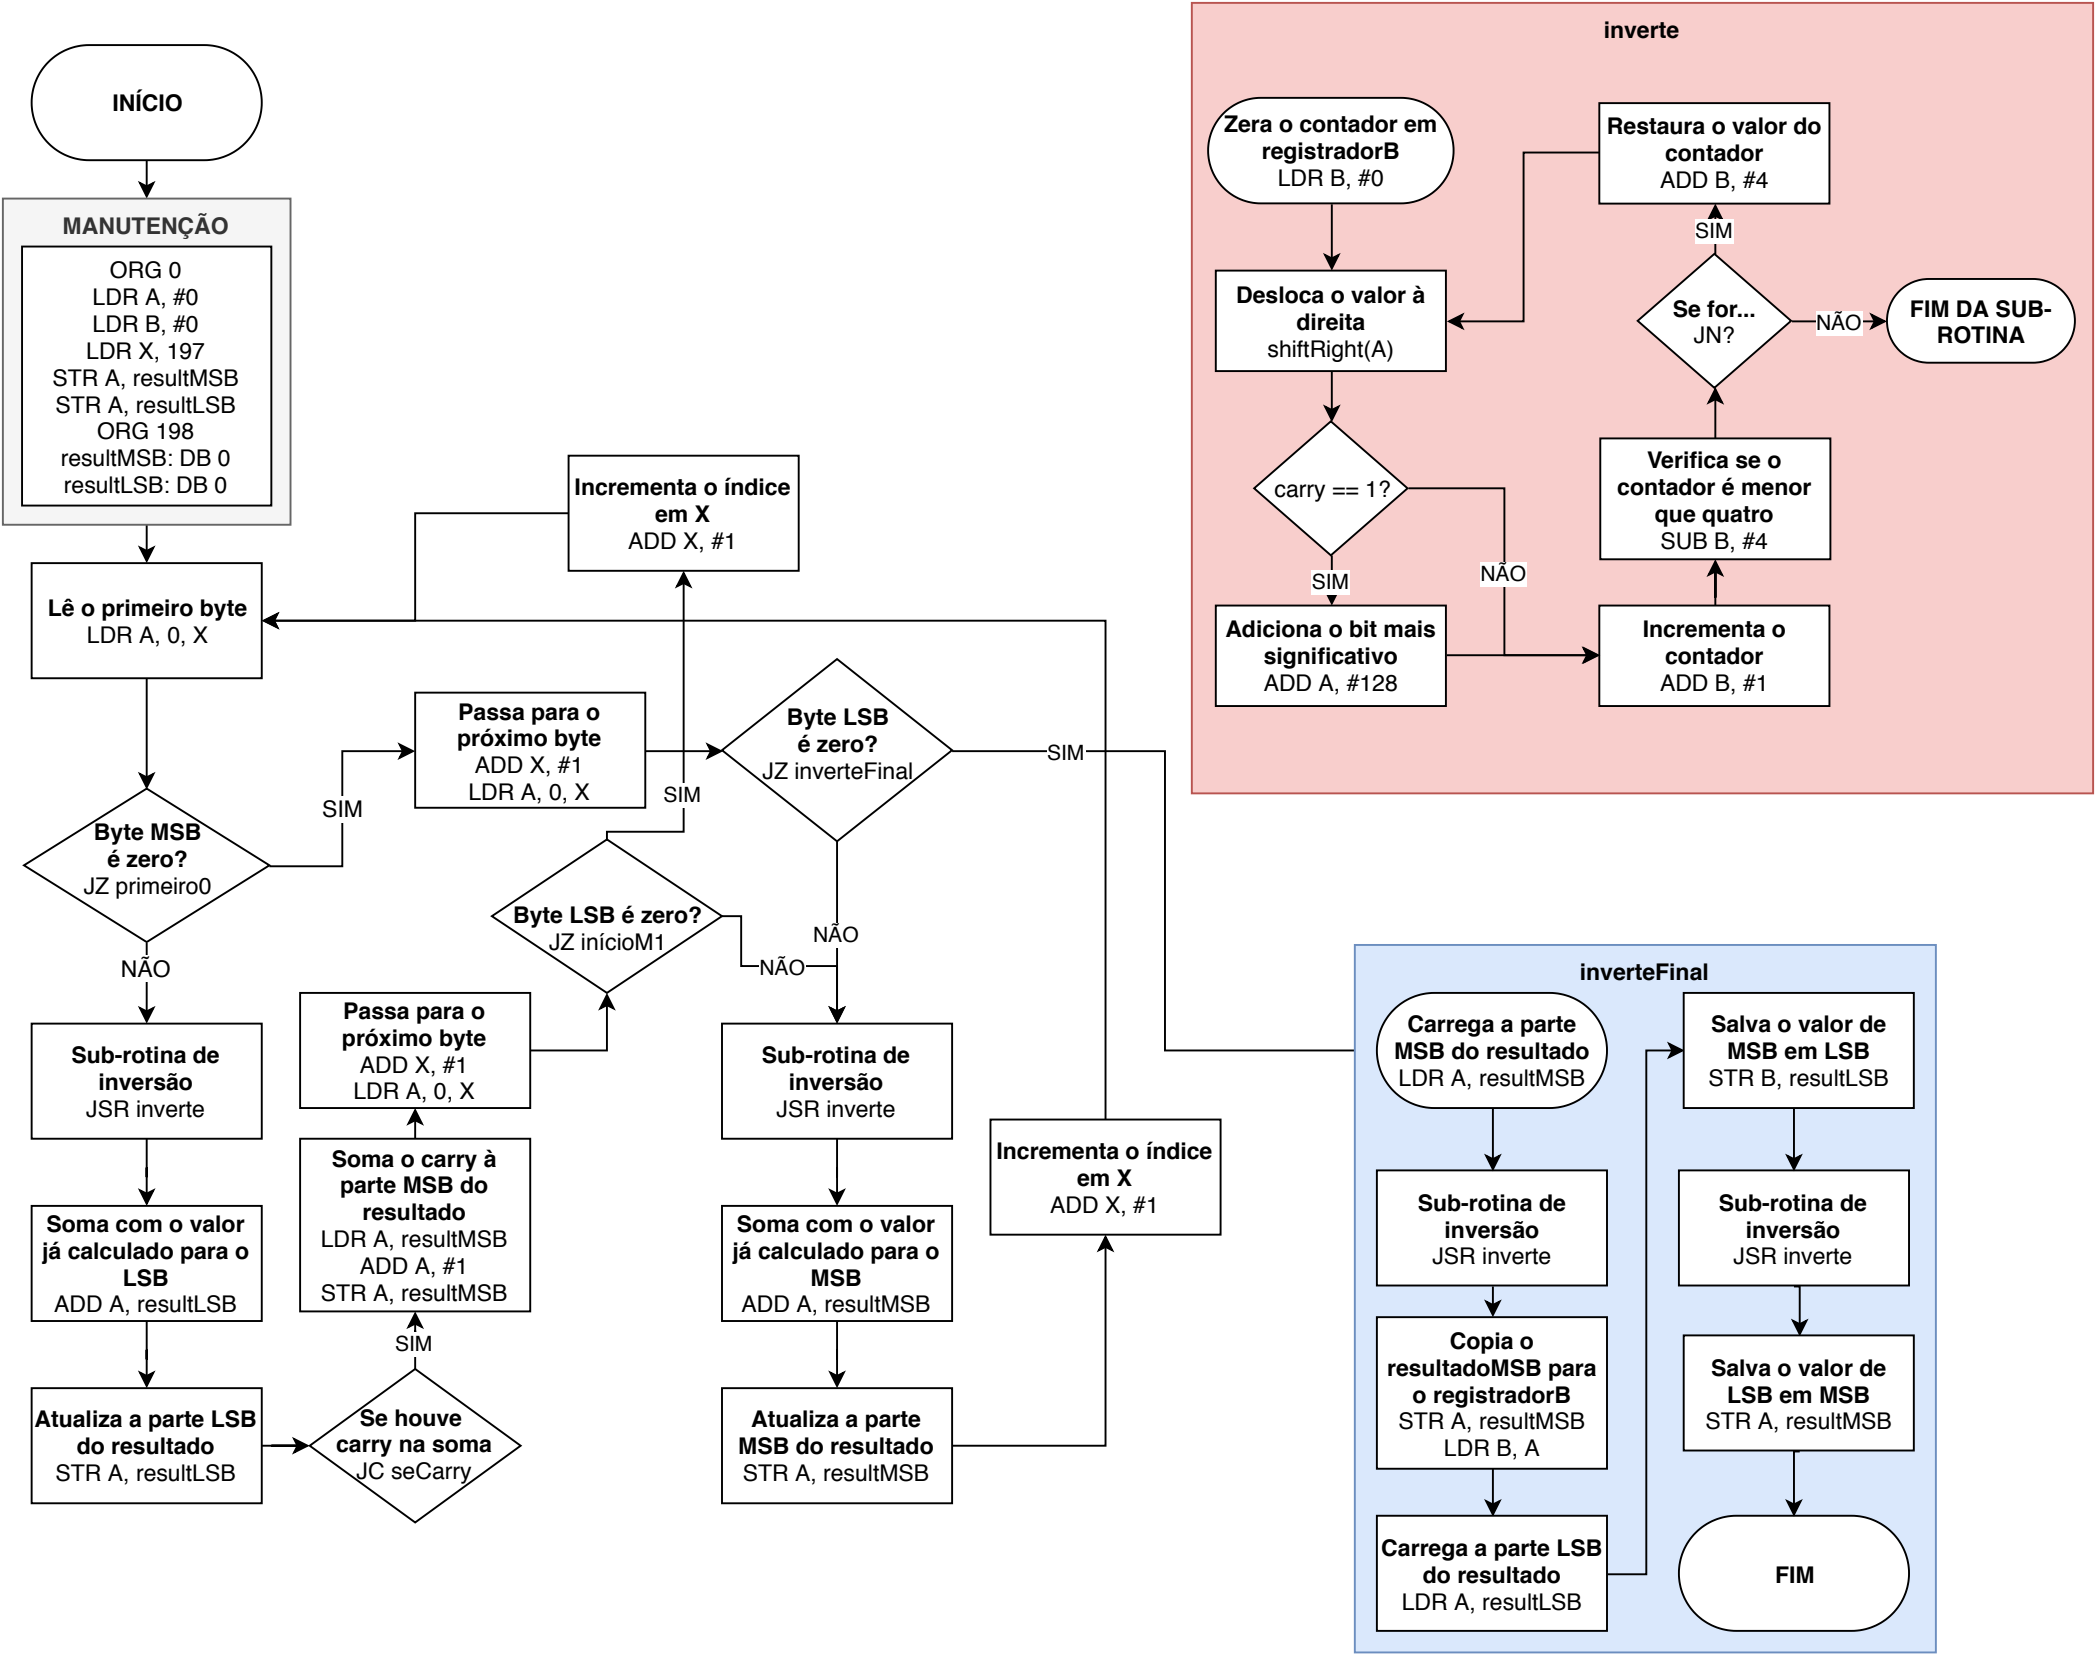 INÍCIO
MANUTENÇÃO
ORG 0
LDR A, #0
LDR B, #0
LDR X, 197
STR A, resultMSB
STR A, resultLSB
ORG 198
resultMSB: DB 0
resultLSB: DB 0
Lê o primeiro byte
LDR A, 0, X
Byte MSB
é zero?
JZ primeiro0
SIM
NÃO
Sub-rotina de
inversão
JSR inverte
Soma com o valor
já calculado para o
LSB
ADD A, resultLSB
Atualiza a parte LSB
do resultado
STR A, resultLSB
Se houve
carry na soma
JC seCarry
SIM
Soma o carry à
parte MSB do
resultado
LDR A, resultMSB
ADD A, #1
STR A, resultMSB
Passa para o
próximo byte
ADD X, #1
LDR A, 0, X
Byte LSB é zero?
JZ inícioM1
SIM
NÃO
Incrementa o índice
em X
ADD X, #1
Passa para o
próximo byte
ADD X, #1
LDR A, 0, X
Byte LSB
é zero?
JZ inverteFinal
SIM
NÃO
Sub-rotina de
inversão
JSR inverte
Soma com o valor
já calculado para o
MSB
ADD A, resultMSB
Atualiza a parte
MSB do resultado
STR A, resultMSB
Incrementa o índice
em X
ADD X, #1
inverte
Zera o contador em
registradorB
LDR B, #0
Desloca o valor à
direita
shiftRight(A)
carry == 1?
SIM
NÃO
Adiciona o bit mais
significativo
ADD A, #128
Incrementa o
contador
ADD B, #1
Verifica se o
contador é menor
que quatro
SUB B, #4
Se for...
JN?
SIM
NÃO
Restaura o valor do
contador
ADD B, #4
FIM DA SUB-
ROTINA
inverteFinal
Carrega a parte
MSB do resultado
LDR A, resultMSB
Sub-rotina de
inversão
JSR inverte
Copia o
resultadoMSB para
o registradorB
STR A, resultMSB
LDR B, A
Carrega a parte LSB
do resultado
LDR A, resultLSB
Salva o valor de
MSB em LSB
STR B, resultLSB
Sub-rotina de
inversão
JSR inverte
Salva o valor de
LSB em MSB
STR A, resultMSB
FIM